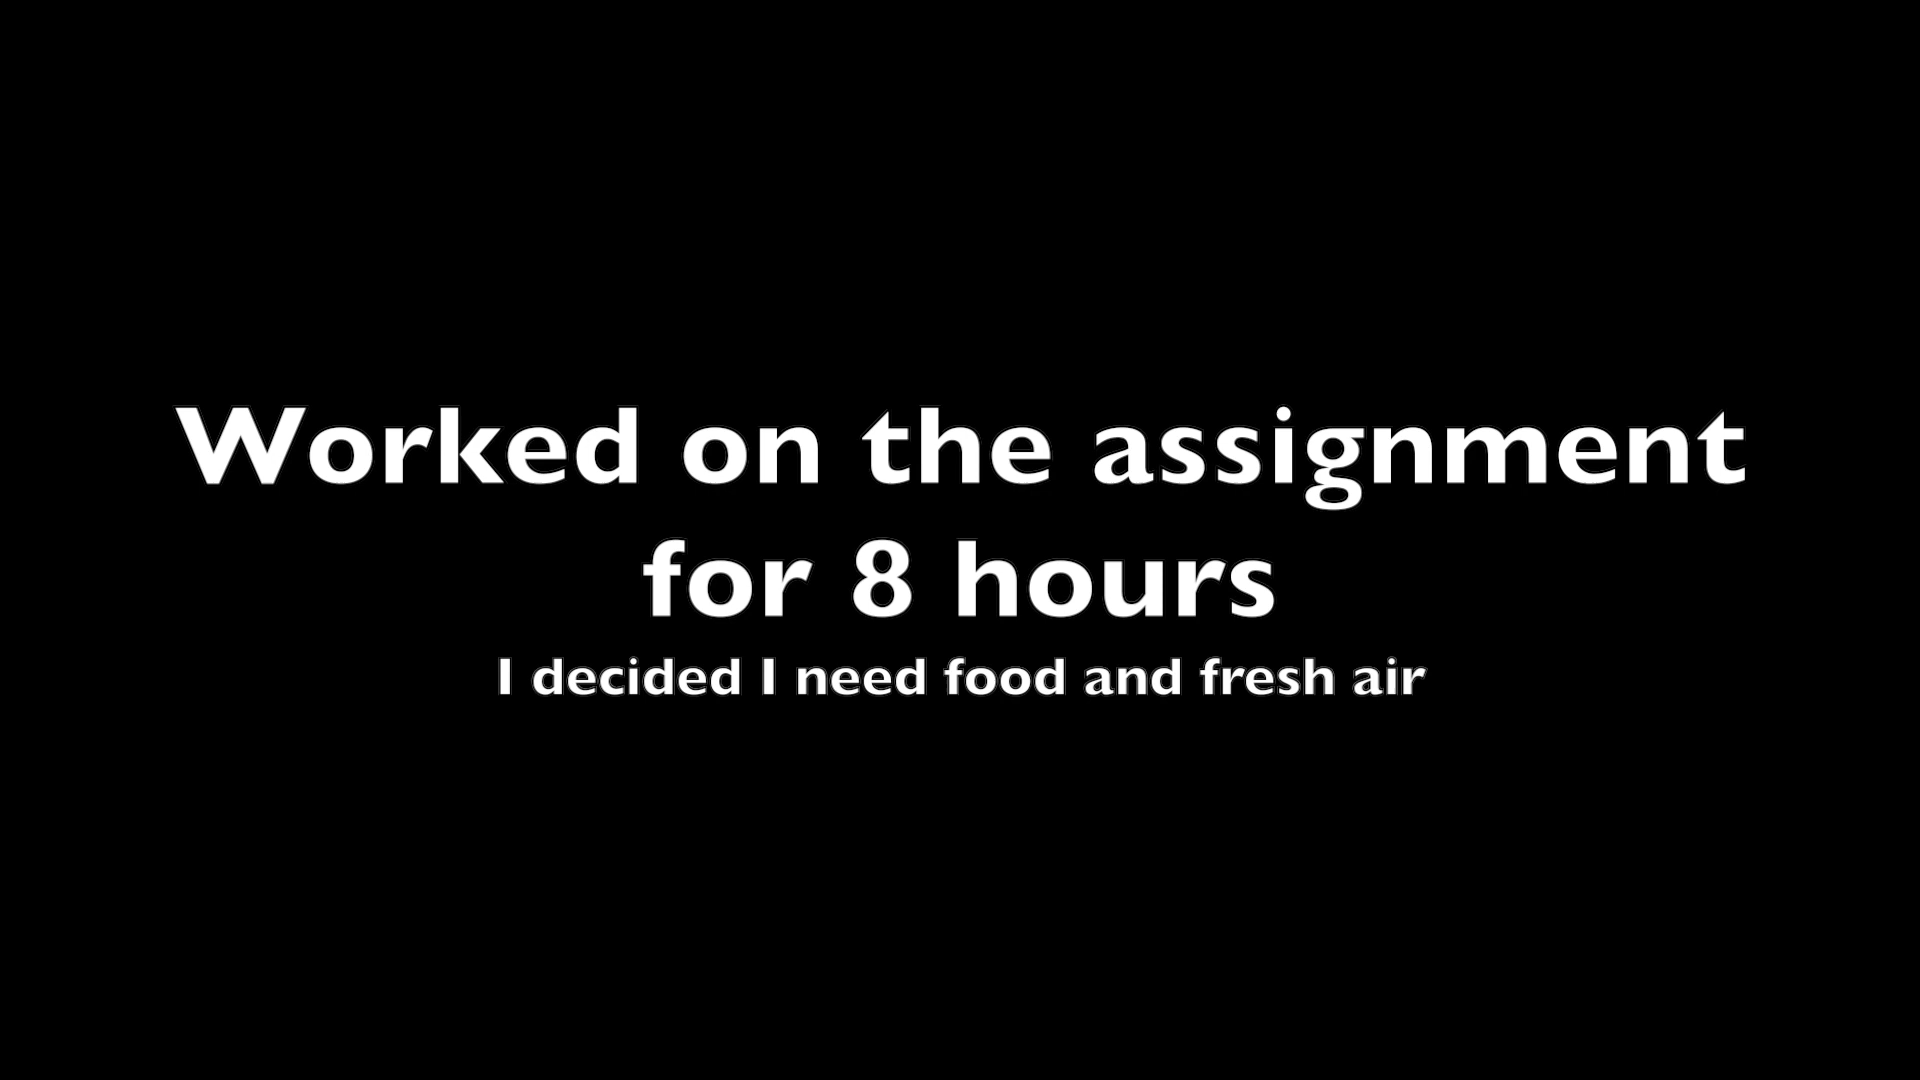 Worked on the assignment
for 8 hours
I decided I need food and fresh air